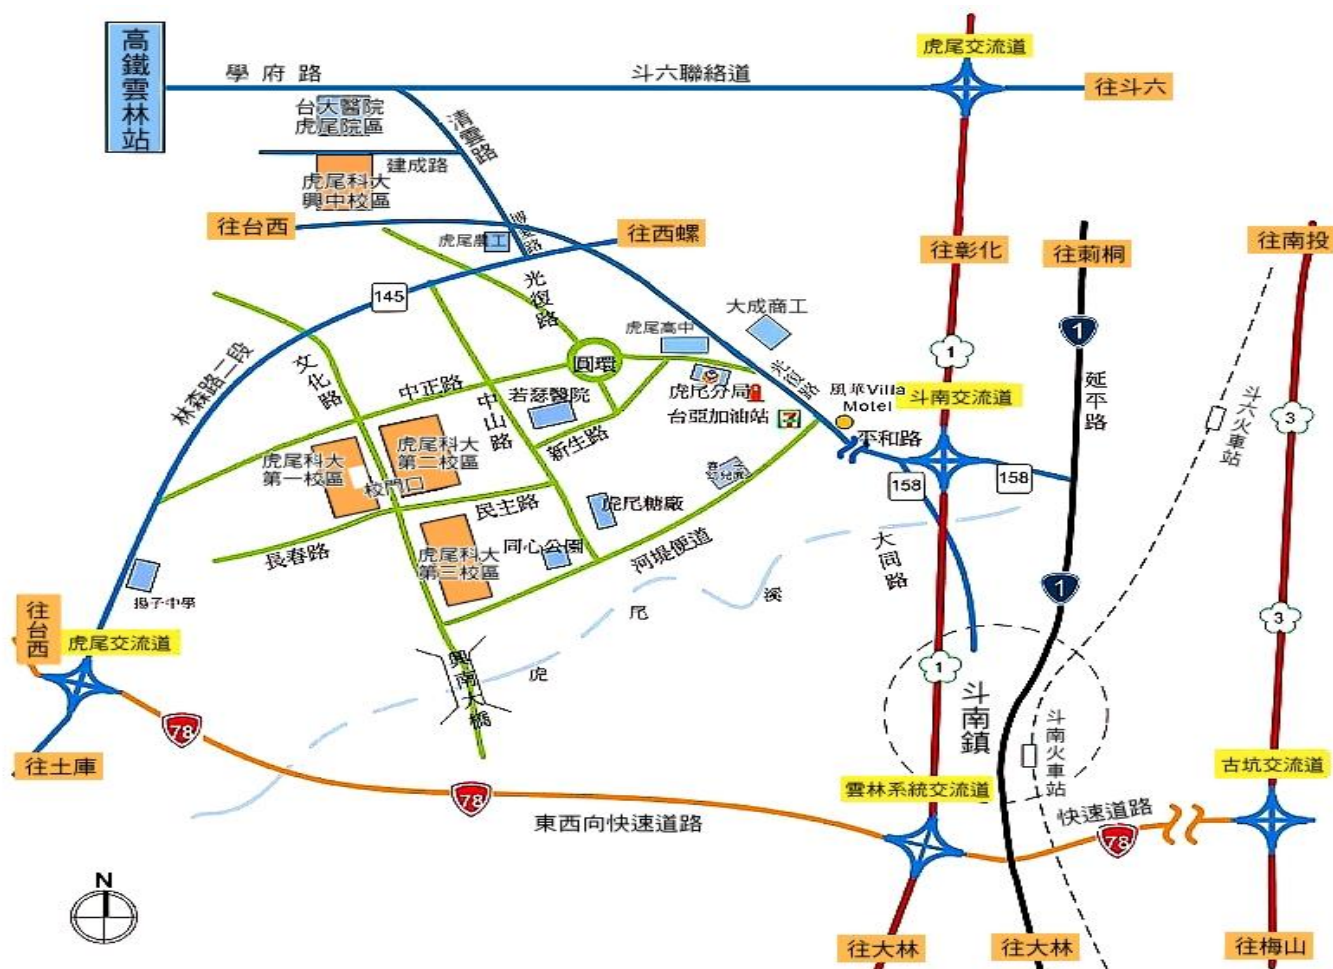 高鐵雲林站
學府路
斗六聯絡道
虎尾交流道
往斗六
台大醫院
虎尾院區
清雲路
建成路
虎尾科大
興中校區
往台西
虎尾農工
往西螺
往彰化
往莿桐
往南投
145
光復路
大成商工
虎尾高中
1
1
林森路二段
文化路
中正路
圓環
中山路
若瑟醫院
虎尾分局
光復路
風華Villa
Motel
斗南交流道
延平路
斗六火車站
3
台亞加油站
7
平和路
新生路
虎尾科大
第一校區
虎尾科大
第二校區
校門口
158
158
民主路
虎尾糖廠
長春路
虎尾科大
第三校區
同心公園
河堤便道
大同路
揚子中學
虎
尾
溪
1
3
往台西
虎尾交流道
興南大橋
1
斗南鎮
斗南火車站
78
往土庫
78
東西向快速道路
雲林系統交流道
快速道路
78
古坑交流道
N
往大林
往大林
往梅山